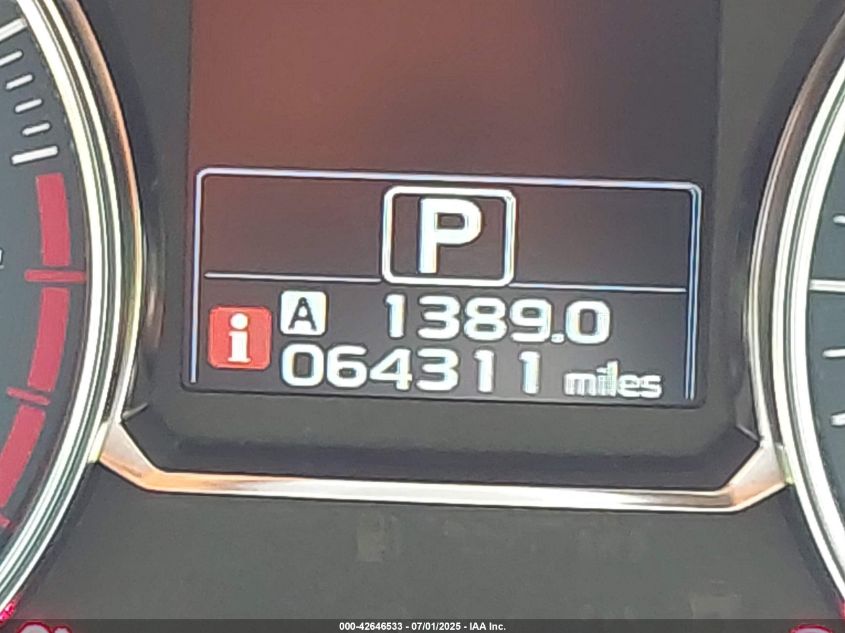 P
i A 1389.0
064311 miles
000-42646533 - 07/01/2025 - IAA Inc.